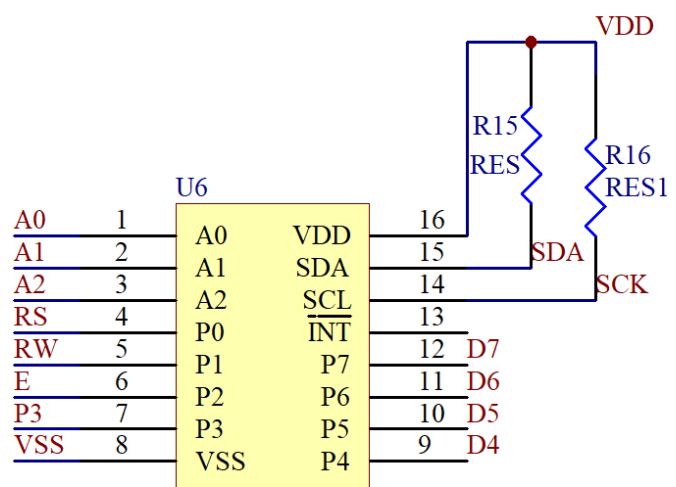 VDD
R15
RES
R16
RES1
U6
A0 1 A0 VDD 16
A1 2 A1 SDA 15 SDA
A2 3 A2 SCL 14 SCK
RS 4 P0 INT 13
RW 5 P1 P7 12 D7
E 6 P2 P6 11 D6
P3 7 P3 P5 10 D5
VSS 8 VSS P4 9 D4